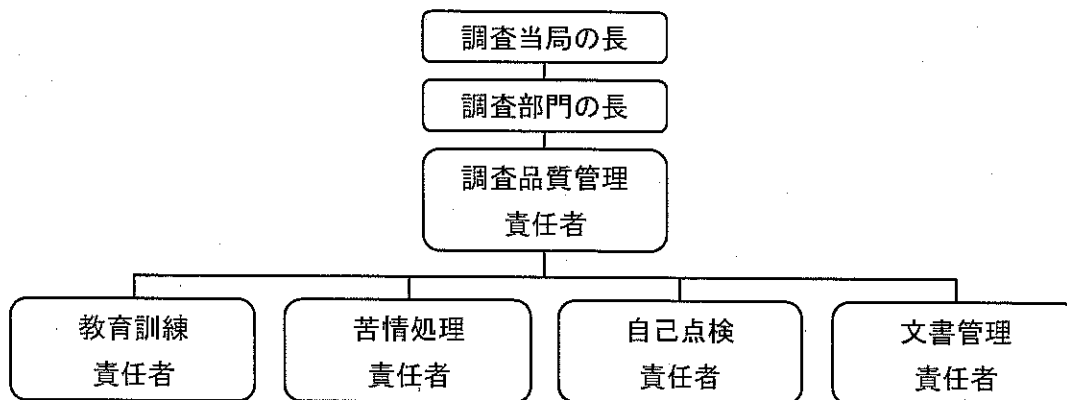 調査当局の長
調査部門の長
調査品質管理
責任者
教育訓練
責任者
苦情処理
責任者
自己点検
責任者
文書管理
責任者